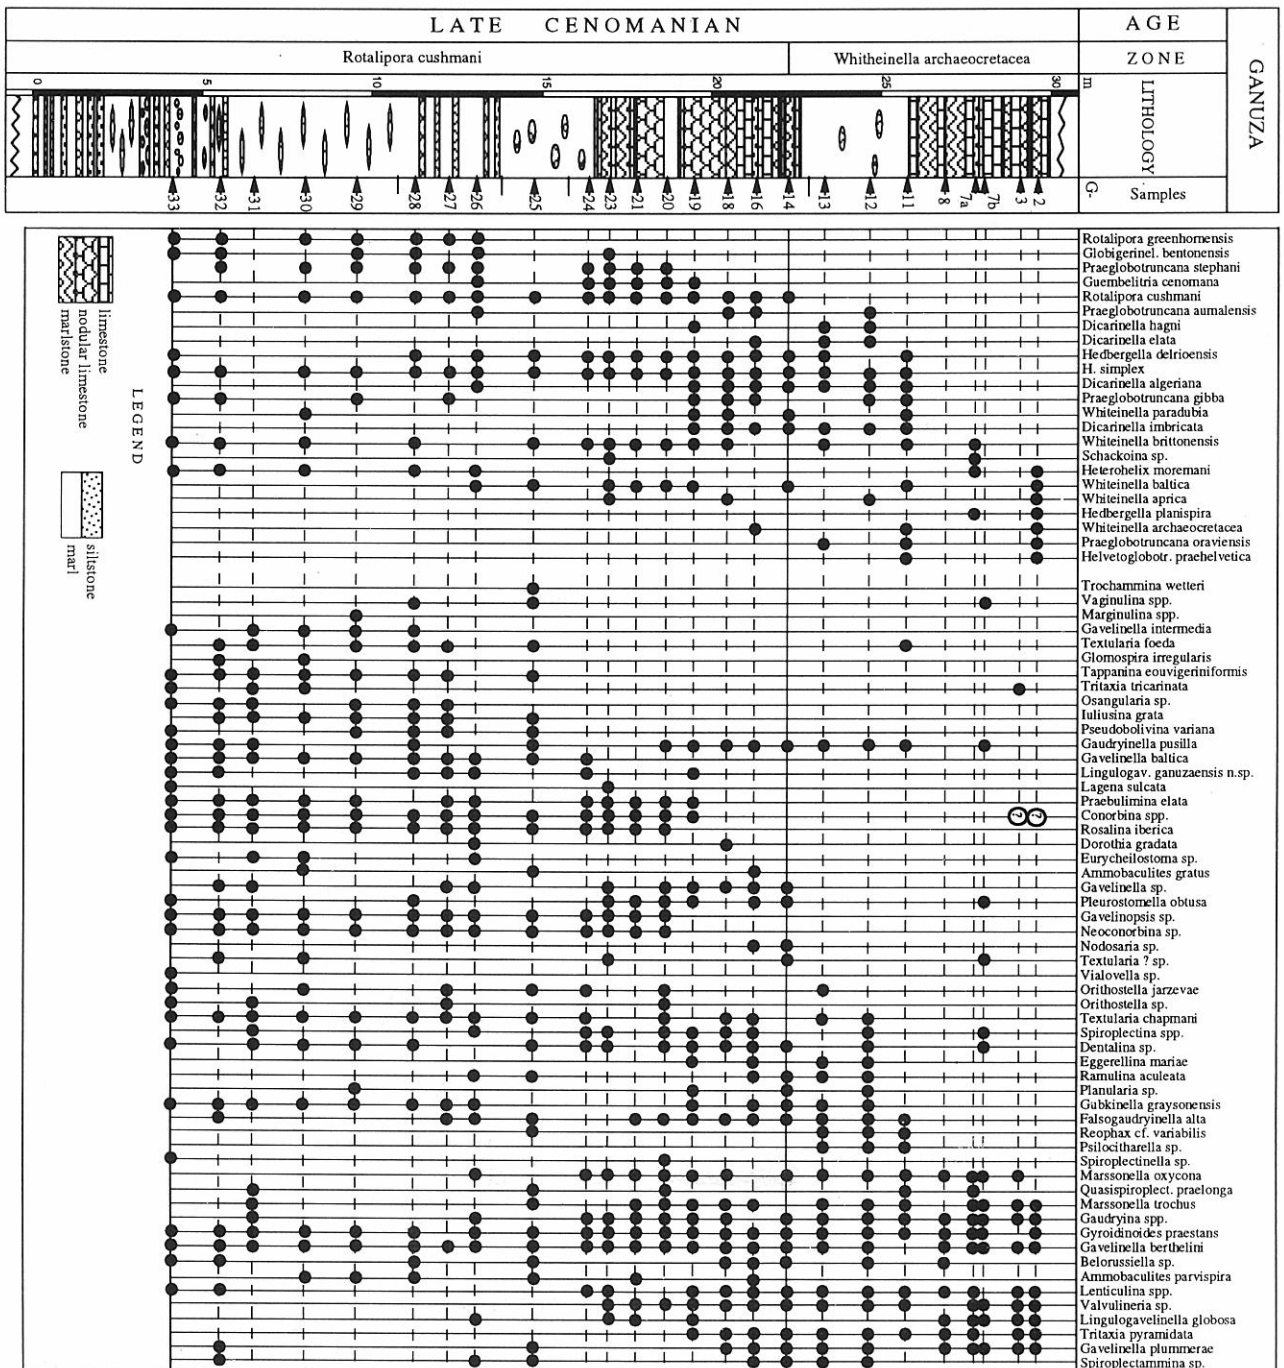 LATE CENOMANIAN
AGE
GANUZA
Rotalipora cushmani
Whitheinella archaeocretacea
ZONE
0
5
10
15
20
25
30
m
LITHOLOGY
33
32
31
30
29
28
27
26
25
24
23
21
20
19
18
16
14
13
12
11
8
7a
7b
3
2
G-
Samples
limestone
nodular limestone
marlstone
LEGEND
siltstone
marl
Rotalipora greenhornensis
Globigerinel. bentonensis
Praeglobotruncana stephani
Guembelitria cenomana
Rotalipora cushmani
Praeglobotruncana aumalensis
Dicarinella hagni
Dicarinella elata
Hedbergella delrioensis
H. simplex
Dicarinella algeriana
Praeglobotruncana gibba
Whiteinella paradubia
Dicarinella imbricata
Whiteinella brittonensis
Schackoina sp.
Heterohelix moremani
Whiteinella baltica
Whiteinella aprica
Hedbergella planispira
Whiteinella archaeocretacea
Praeglobotruncana oraviensis
Helvetoglobotr. praehelvetica
Trochammina wetteri
Vaginulina spp.
Marginulina spp.
Gavelinella intermedia
Textularia foeda
Glomospira irregularis
Tappanina eouvigeriniformis
Tritaxia tricarinata
Osangularia sp.
Iuliusina grata
Pseudobolivina variana
Gaudryinella pusilla
Gavelinella baltica
Lingulogav. ganuzaensis n.sp.
Lagena sulcata
Praebulimina elata
Conorbina spp.
? ?
Rosalina iberica
Dorothia gradata
Eurycheilostoma sp.
Ammobaculites gratus
Gavelinella sp.
Pleurostomella obtusa
Gavelinopsis sp.
Neoconorbina sp.
Nodosaria sp.
Textularia ? sp.
Vialovella sp.
Orithostella jarzevae
Orithostella sp.
Textularia chapmani
Spiroplectina spp.
Dentalina sp.
Eggerellina mariae
Ramulina aculeata
Planularia sp.
Gubkinella graysonensis
Falsogaudryinella alta
Reophax cf. variabilis
Psilocitharella sp.
Spiroplectinella sp.
Marssonella oxycona
Quasispiroplect. praelonga
Marssonella trochus
Gaudryina spp.
Gyroidinoides praestans
Gavelinella berthelini
Belorussiella sp.
Ammobaculites parvispira
Lenticulina spp.
Valvulineria sp.
Lingulogavelinella globosa
Tritaxia pyramidata
Gavelinella plummerae
Spiroplectammina sp.